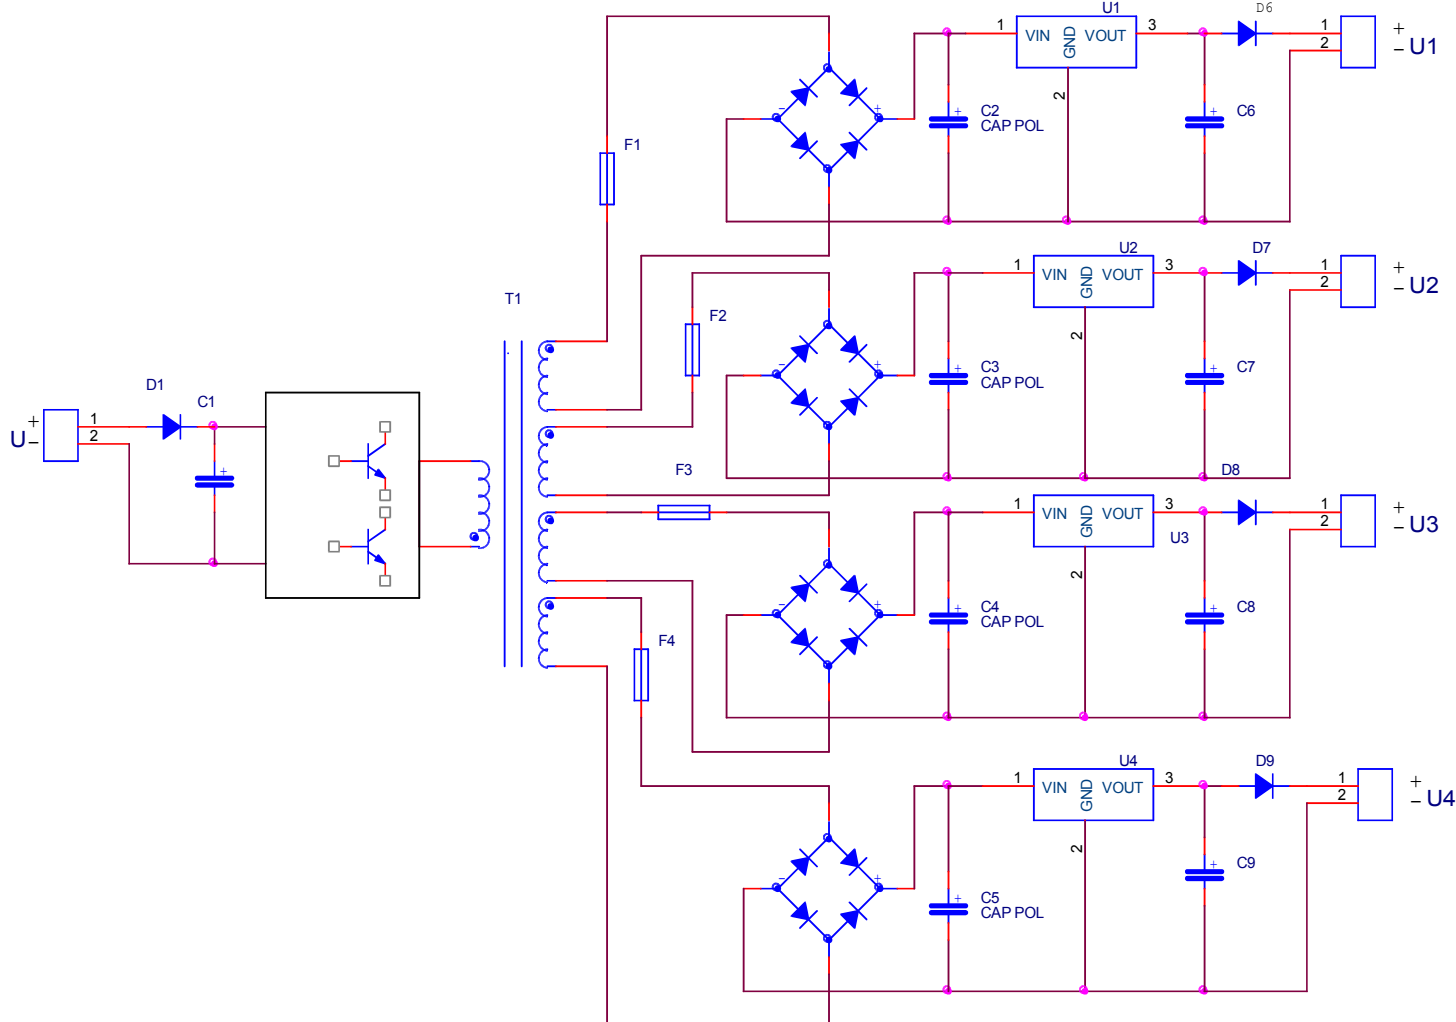 U1
D6
1 VIN GND VOUT 3
1
2
+
− U1
2
+
C2
CAP POL
+
C6
F1
− +
U2
D7
1 VIN GND VOUT 3
1
2
+
− U2
2
T1
F2
+
C3
CAP POL
+
C7
− +
D1
C1
U
+
−
1
2
+
F3
D8
1 VIN GND VOUT 3
U3
1
2
+
− U3
2
+
C4
CAP POL
+
C8
− +
F4
U4
D9
1 VIN GND VOUT 3
1
2
+
− U4
2
+
C5
CAP POL
+
C9
− +